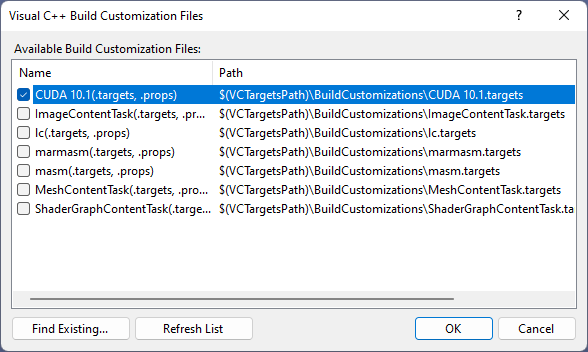 Visual C++ Build Customization Files
? ×
Available Build Customization Files:
Name Path
CUDA 10.1(.targets, .props) $(VCTargetsPath)\BuildCustomizations\CUDA 10.1.targets
ImageContentTask(.targets, .pr... $(VCTargetsPath)\BuildCustomizations\ImageContentTask.targets
lc(.targets, .props) $(VCTargetsPath)\BuildCustomizations\lc.targets
marmasm(.targets, .props) $(VCTargetsPath)\BuildCustomizations\marmasm.targets
masm(.targets, .props) $(VCTargetsPath)\BuildCustomizations\masm.targets
MeshContentTask(.targets, .pro... $(VCTargetsPath)\BuildCustomizations\MeshContentTask.targets
ShaderGraphContentTask(.targe... $(VCTargetsPath)\BuildCustomizations\ShaderGraphContentTask.ta
Find Existing... Refresh List OK Cancel